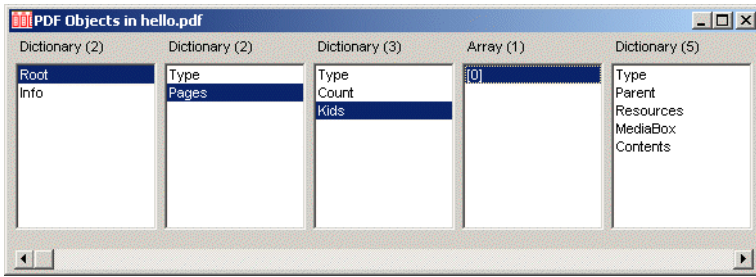 PDF Objects in hello.pdf
Dictionary (2) Dictionary (2) Dictionary (3) Array (1) Dictionary (5)
Root
Info
Type
Pages
Type
Count
Kids
[0]
Type
Parent
Resources
MediaBox
Contents